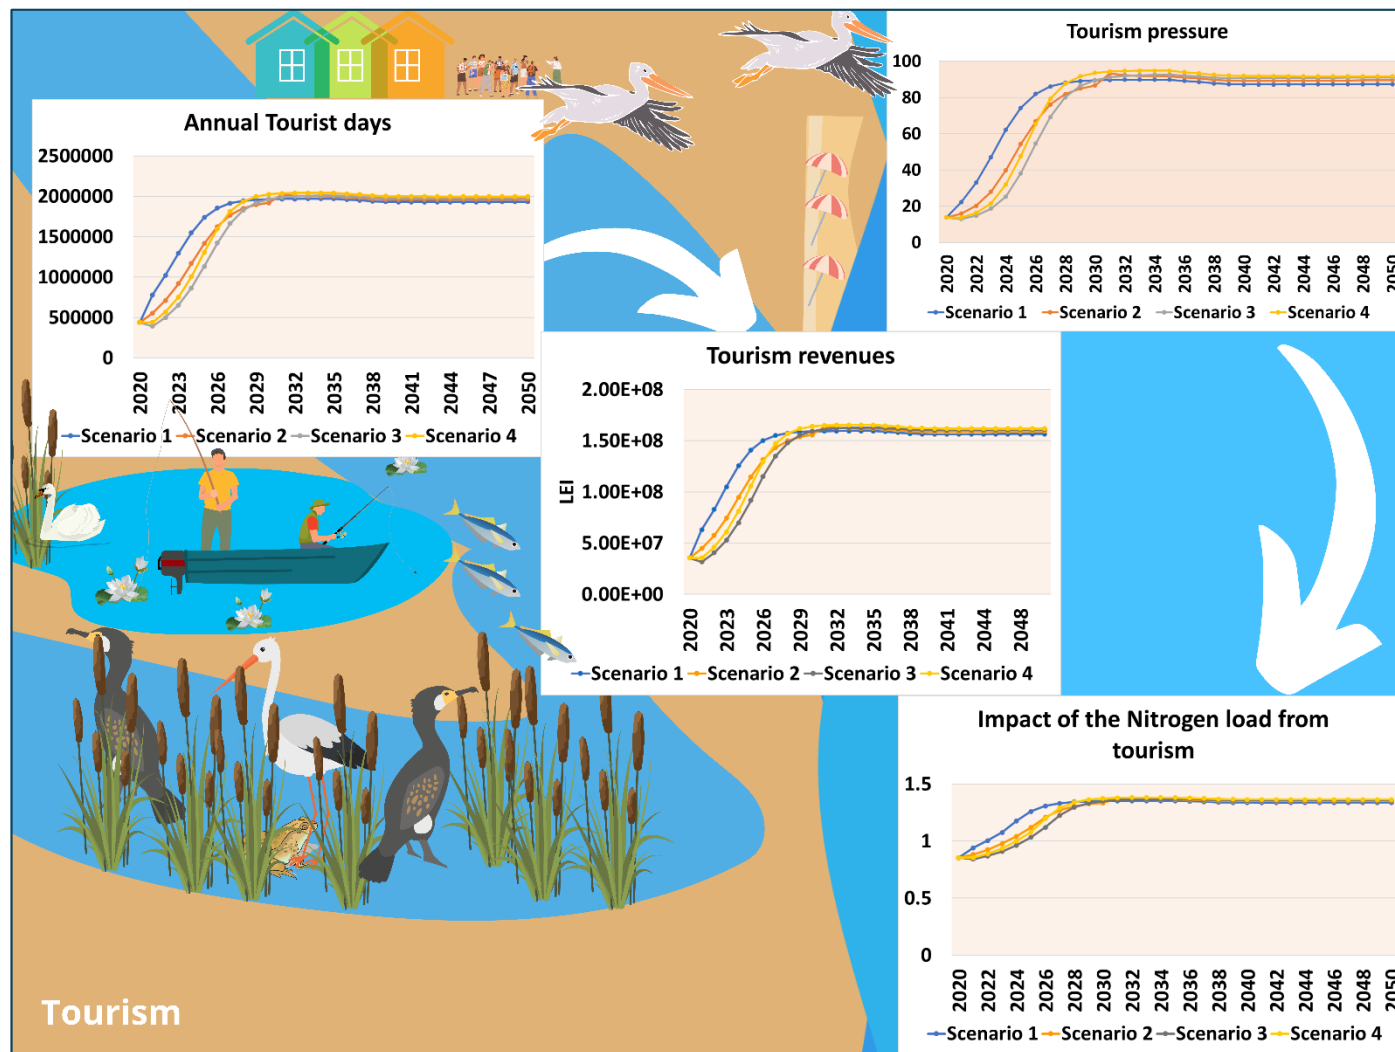 Annual Tourist days
2500000
2000000
1500000
1000000
500000
0
2020 2023 2026 2029 2032 2035 2038 2041 2044 2047 2050
Scenario 1 Scenario 2 Scenario 3 Scenario 4
Tourism pressure
100
80
60
40
20
0
2020 2022 2024 2026 2028 2030 2032 2034 2036 2038 2040 2042 2044 2046 2048 2050
Scenario 1 Scenario 2 Scenario 3 Scenario 4
Tourism revenues
LEI
2.00E+08
1.50E+08
1.00E+08
5.00E+07
0.00E+00
2020 2023 2026 2029 2032 2035 2038 2041 2044 2048
Scenario 1 Scenario 2 Scenario 3 Scenario 4
Impact of the Nitrogen load from
tourism
1.5
1
0.5
0
2020 2022 2024 2026 2028 2030 2032 2034 2036 2038 2040 2042 2044 2046 2048 2050
Scenario 1 Scenario 2 Scenario 3 Scenario 4
Tourism